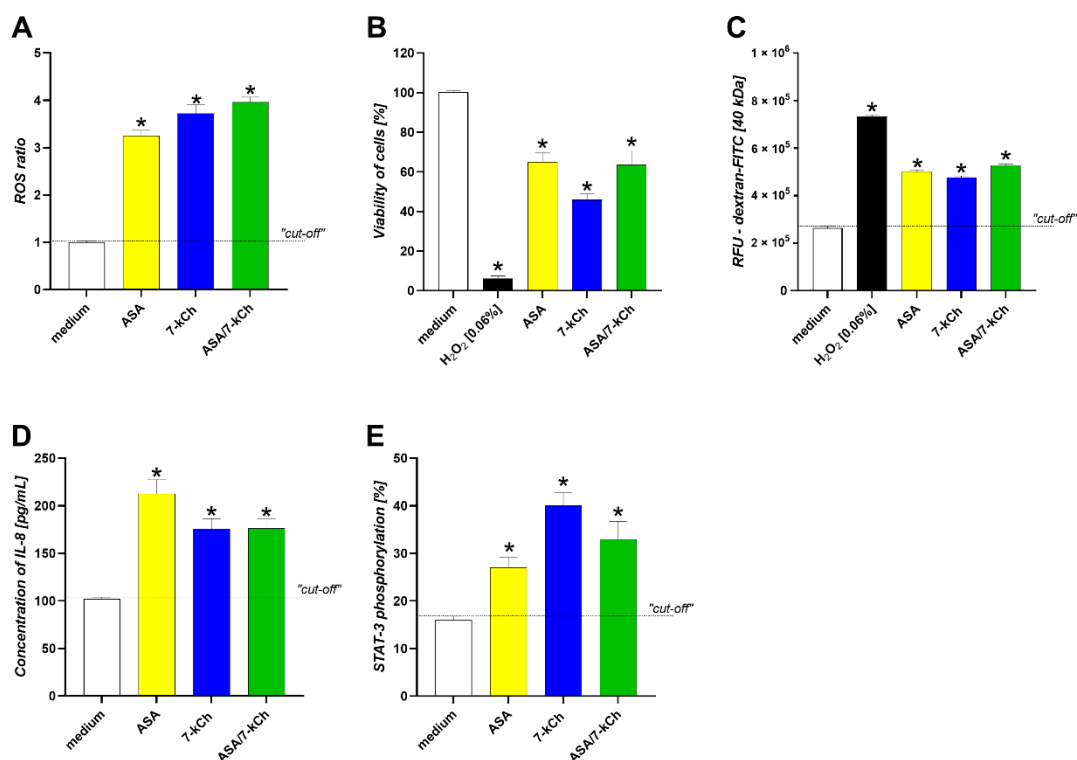 A
ROS ratio
5
4
3
2
1
0
*
*
*
"cut-off"
medium
ASA
7-kCh
ASA/7-kCh
B
Viability of cells [%]
120
100
80
60
40
20
0
*
*
*
*
medium
H₂O₂ [0.06%]
ASA
7-kCh
ASA/7-kCh
C
RFU - dextran-FITC [40 kDa]
1 × 10⁶
8 × 10⁵
6 × 10⁵
4 × 10⁵
2 × 10⁵
0
*
*
*
*
"cut-off"
medium
H₂O₂ [0.06%]
ASA
7-kCh
ASA/7-kCh
D
Concentration of IL-8 [pg/mL]
250
200
150
100
50
0
*
*
*
"cut-off"
medium
ASA
7-kCh
ASA/7-kCh
E
STAT-3 phosphorylation [%]
50
40
30
20
10
0
*
*
*
"cut-off"
medium
ASA
7-kCh
ASA/7-kCh